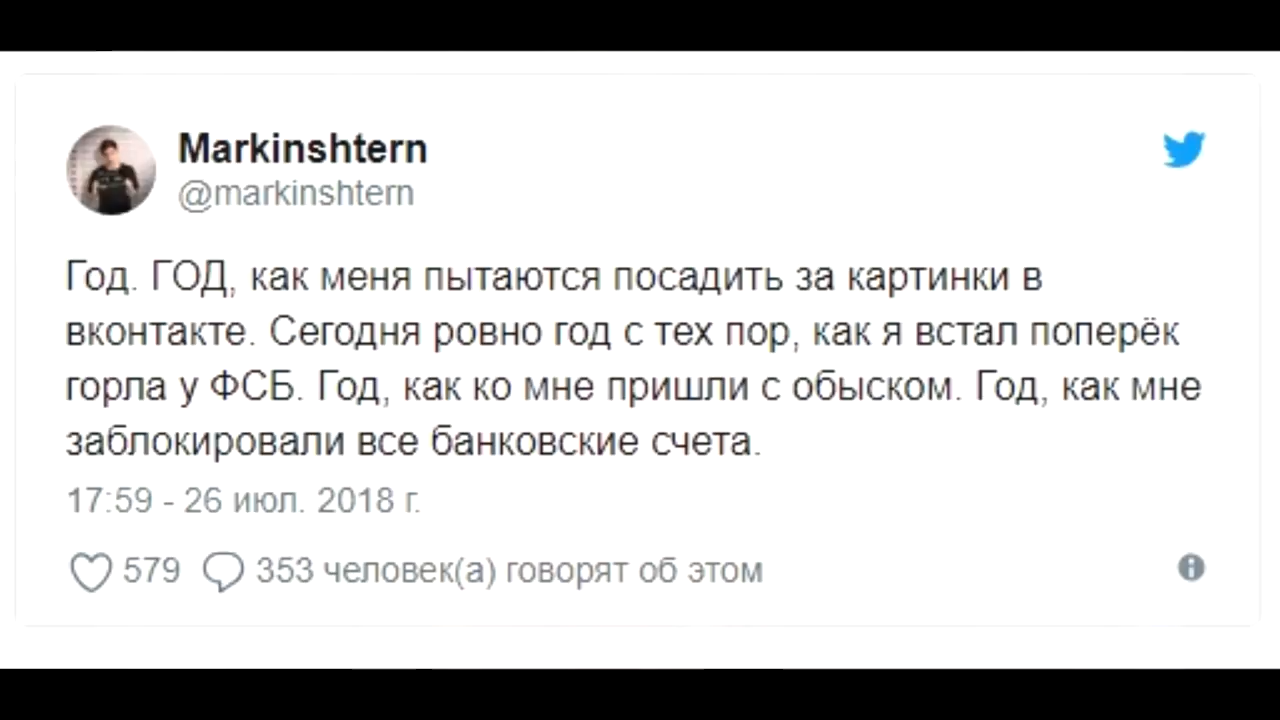 Markinshtern
@markinshtern
Год. ГОД, как меня пытаются посадить за картинки в
вконтакте. Сегодня ровно год с тех пор, как я встал поперёк
горла у ФСБ. Год, как ко мне пришли с обыском. Год, как мне
заблокировали все банковские счета.
17:59 - 26 июл. 2018 г.
579 353 человек(а) говорят об этом